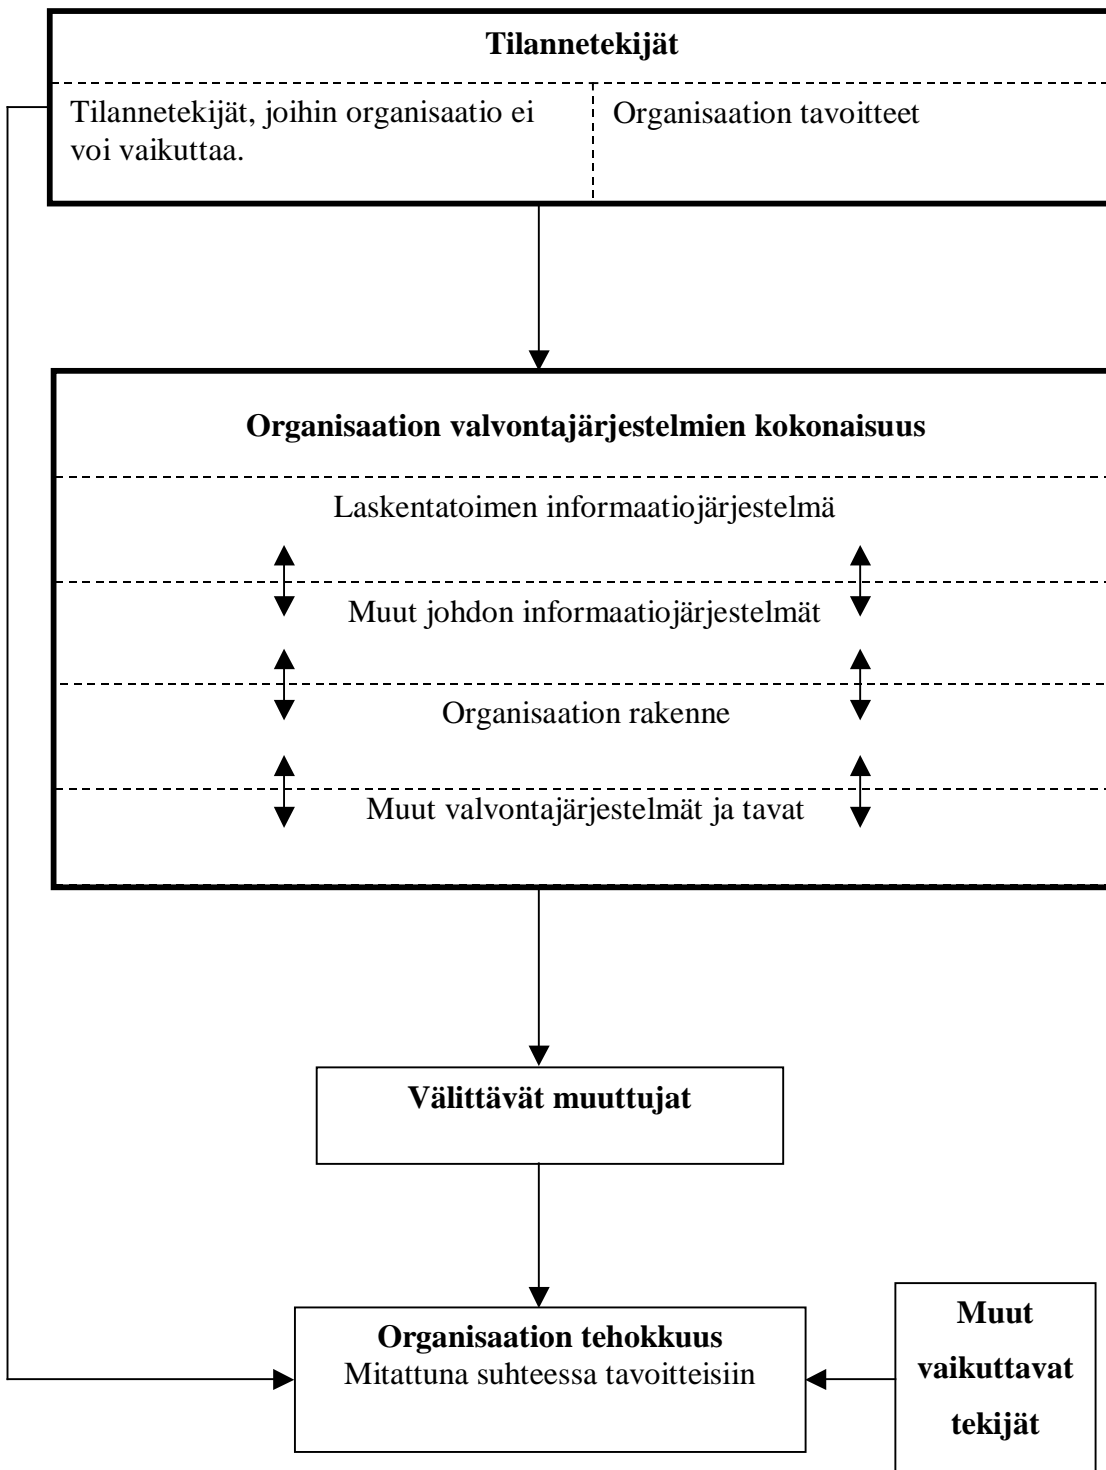 Tilannetekijät
Tilannetekijät, joihin organisaatio ei
voi vaikuttaa.
Organisaation tavoitteet
Organisaation valvontajärjestelmien kokonaisuus
Laskentatoimen informaatiojärjestelmä
Muut johdon informaatiojärjestelmät
Organisaation rakenne
Muut valvontajärjestelmät ja tavat
Välittävät muuttujat
Organisaation tehokkuus
Mitattuna suhteessa tavoitteisiin
Muut
vaikuttavat
tekijät